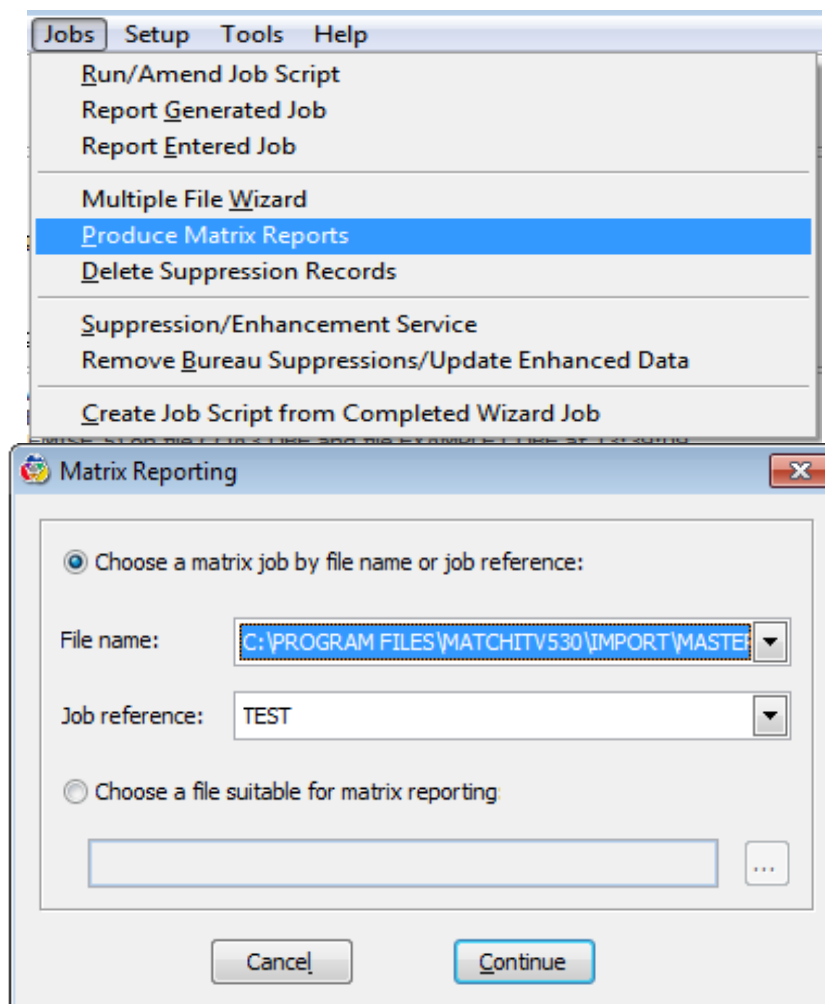 Jobs Setup Tools Help
Run/Amend Job Script
Report Generated Job
Report Entered Job
Multiple File Wizard
Produce Matrix Reports
Delete Suppression Records
Suppression/Enhancement Service
Remove Bureau Suppressions/Update Enhanced Data
Create Job Script from Completed Wizard Job
Matrix Reporting
Choose a matrix job by file name or job reference:
File name: C:\PROGRAM FILES\MATCHITV530\IMPORT\MASTER
Job reference: TEST
Choose a file suitable for matrix reporting:
...
Cancel Continue